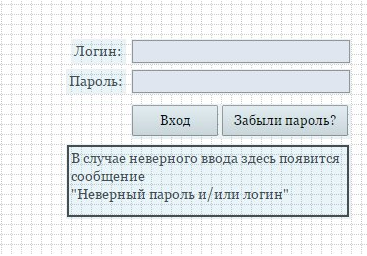 Логин:
Пароль:
Вход Забыли пароль?
В случае неверного ввода здесь появится
сообщение
"Неверный пароль и/или логин"